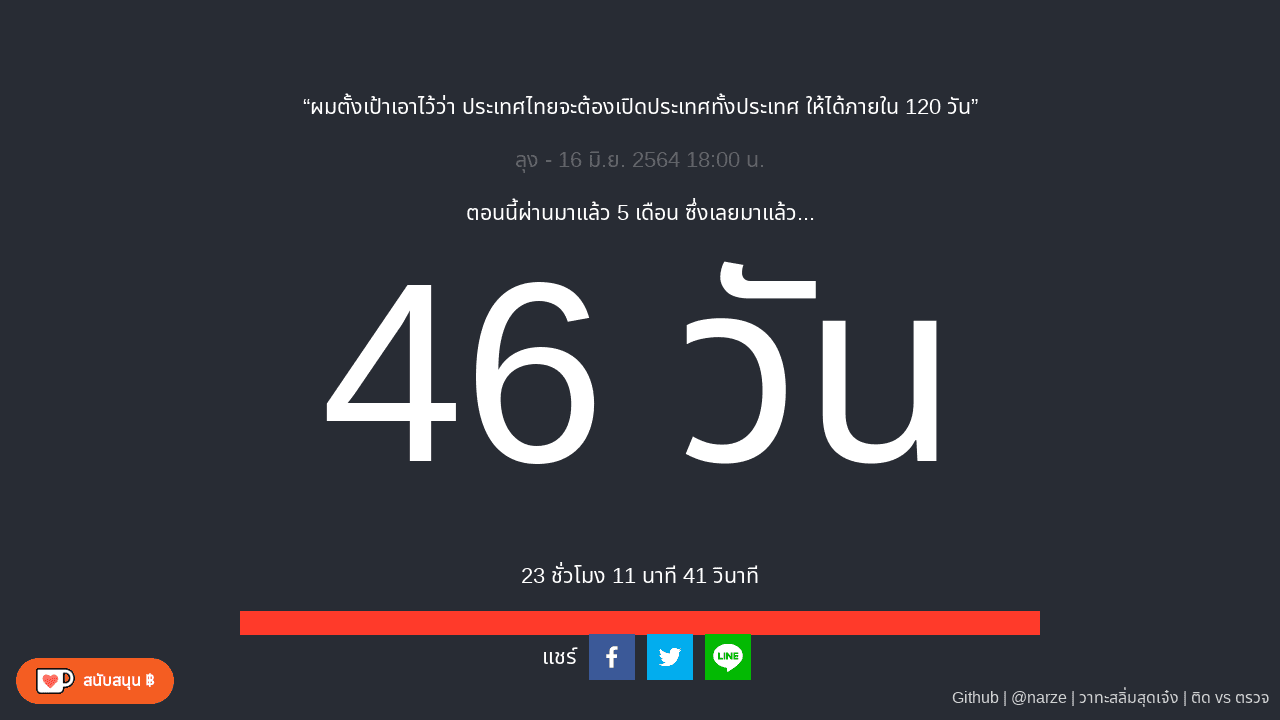 “ผมตั้งเป้าเอาไว้ว่า ประเทศไทยจะต้องเปิดประเทศทั้งประเทศ ให้ได้ภายใน 120 วัน”
ลุง - 16 มิ.ย. 2564 18:00 น.
ตอนนี้ผ่านมาแล้ว 5 เดือน ซึ่งเลยมาแล้ว...
46 วัน
23 ชั่วโมง 11 นาที 41 วินาที
แชร์
LINE
สนับสนุน ฿
Github | @narze | วาทะสลิ่มสุดเจ๋ง | ติด vs ตรวจ